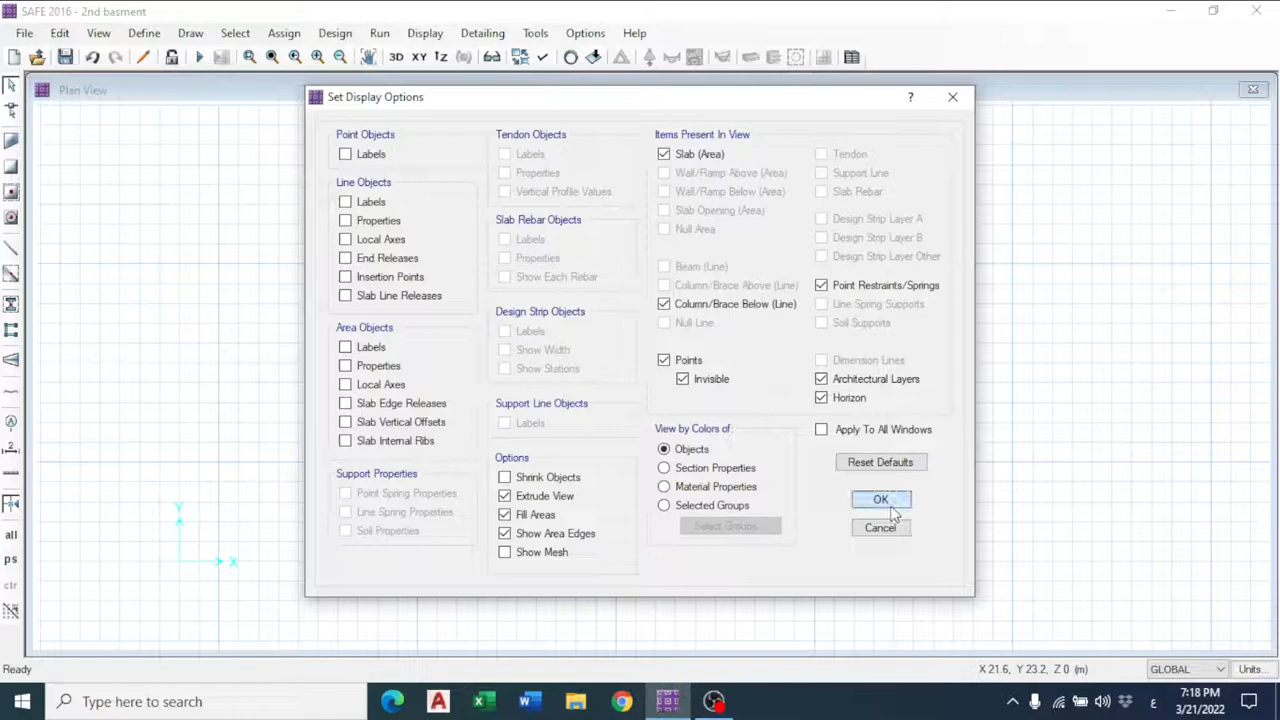 SAFE 2016 - 2nd basment
File Edit View Define Draw Select Assign Design Run Display Detailing Tools Options Help
3D XY
Plan View
Set Display Options
?
Point Objects
Labels
Line Objects
Labels
Properties
Local Axes
End Releases
Insertion Points
Slab Line Releases
Area Objects
Labels
Properties
Local Axes
Slab Edge Releases
Slab Vertical Offsets
Slab Internal Ribs
Support Properties
Point Spring Properties
Line Spring Properties
Soil Properties
Tendon Objects
Labels
Properties
Vertical Profile Values
Slab Rebar Objects
Labels
Properties
Show Each Rebar
Design Strip Objects
Labels
Show Width
Show Stations
Support Line Objects
Labels
Options
Shrink Objects
Extrude View
Fill Areas
Show Area Edges
Show Mesh
Items Present In View
Slab (Area)
Wall/Ramp Above (Area)
Wall/Ramp Below (Area)
Slab Opening (Area)
Null Area
Beam (Line)
Column/Brace Above (Line)
Column/Brace Below (Line)
Null Line
Points
Invisible
Tendon
Support Line
Slab Rebar
Design Strip Layer A
Design Strip Layer B
Design Strip Layer Other
Point Restraints/Springs
Line Spring Supports
Soil Supports
Dimension Lines
Architectural Layers
Horizon
View by Colors of:
Objects
Section Properties
Material Properties
Selected Groups
Select Groups...
Apply To All Windows
Reset Defaults
OK
Cancel
Y
X
all
ps
clr
Ready
X 21.6, Y 23.2, Z 0 (m)
GLOBAL
Units...
Type here to search
ع
7:18 PM
3/21/2022